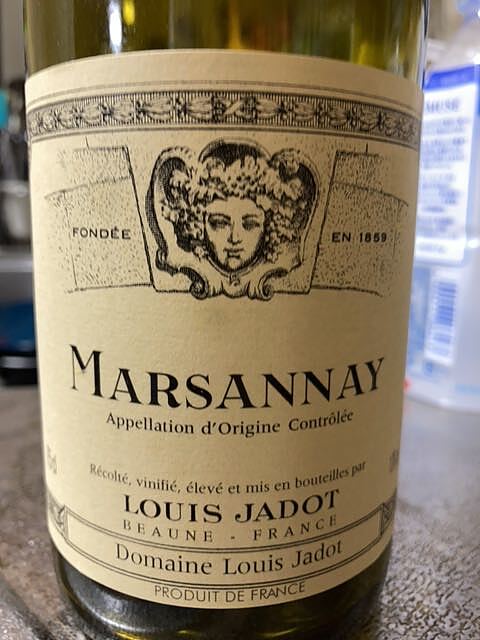 FONDÉE EN 1859
MARSANNAY
Appellation d'Origine Contrôlée
Récolté, vinifié, élevé et mis en bouteilles par
LOUIS JADOT
BEAUNE - FRANCE
Domaine Louis Jadot
PRODUIT DE FRANCE